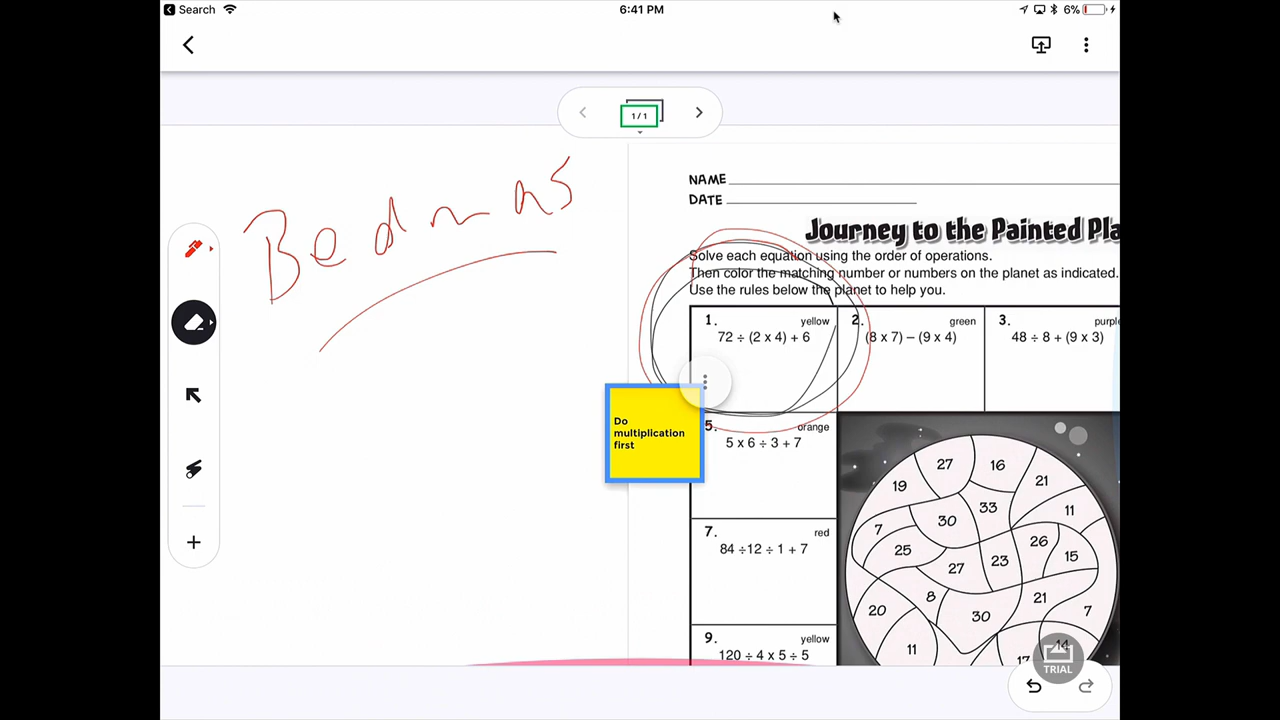 Search
6:41 PM
6%
1 / 1
Bedmas
NAME
DATE
Journey to the Painted Pla
Solve each equation using the order of operations.
Then color the matching number or numbers on the planet as indicated.
Use the rules below the planet to help you.
1. yellow
72 ÷ (2 x 4) + 6
2. green
(8 x 7) – (9 x 4)
3. purple
48 ÷ 8 + (9 x 3)
Do
multiplication
first
5. orange
5 x 6 ÷ 3 + 7
7. red
84 ÷12 ÷ 1 + 7
9. yellow
120 ÷ 4 x 5 ÷ 5
27 16
19 21
33 11
30
7 26
25 15
27 23
8 21
20 30 7
11 17 14
TRIAL